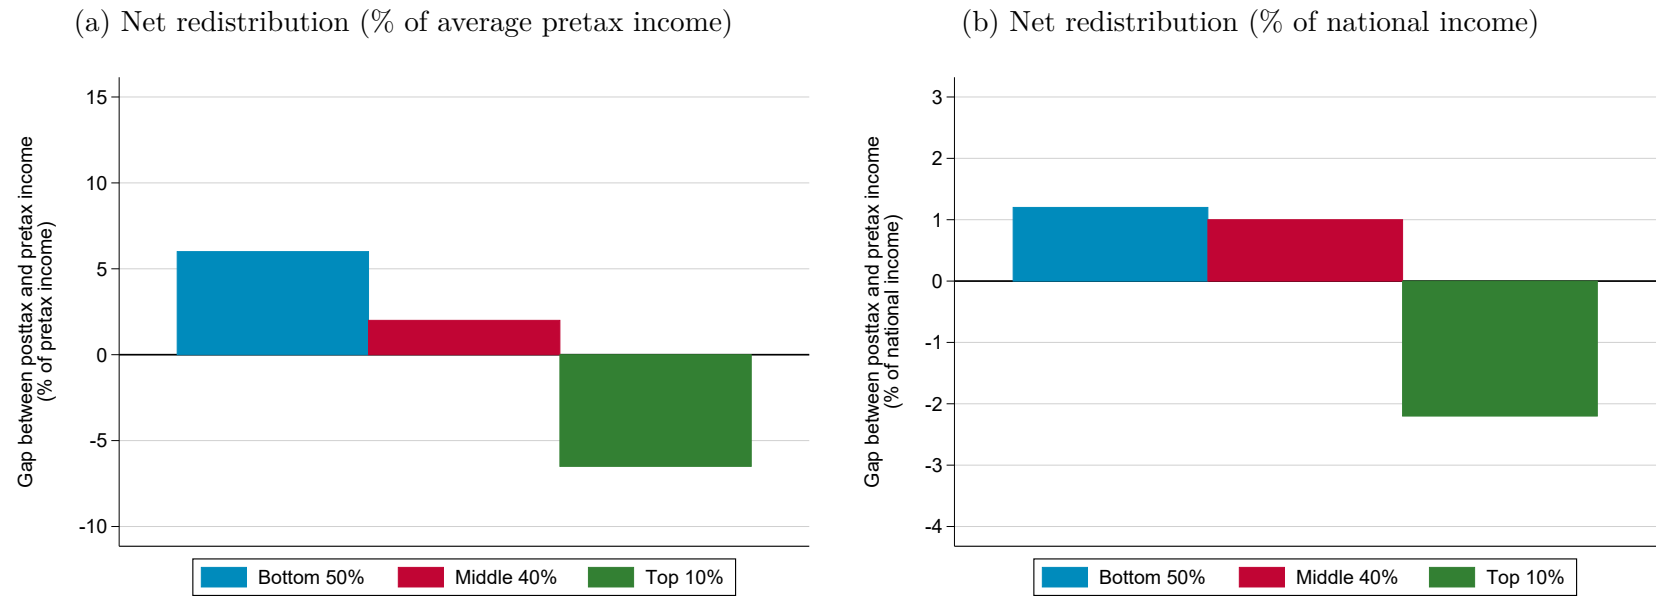 (a) Net redistribution (% of average pretax income)
Gap between posttax and pretax income
(% of pretax income)
15
10
5
0
-5
-10
Bottom 50%
Middle 40%
Top 10%
(b) Net redistribution (% of national income)
Gap between posttax and pretax income
(% of national income)
3
2
1
0
-1
-2
-3
-4
Bottom 50%
Middle 40%
Top 10%